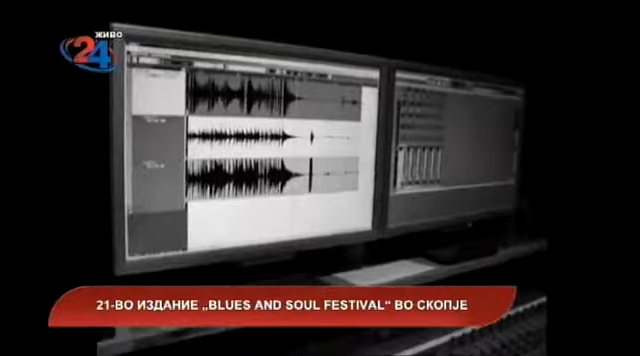 ЖИВО
24
21-ВО ИЗДАНИЕ „BLUES AND SOUL FESTIVAL“ ВО СКОПЈЕ